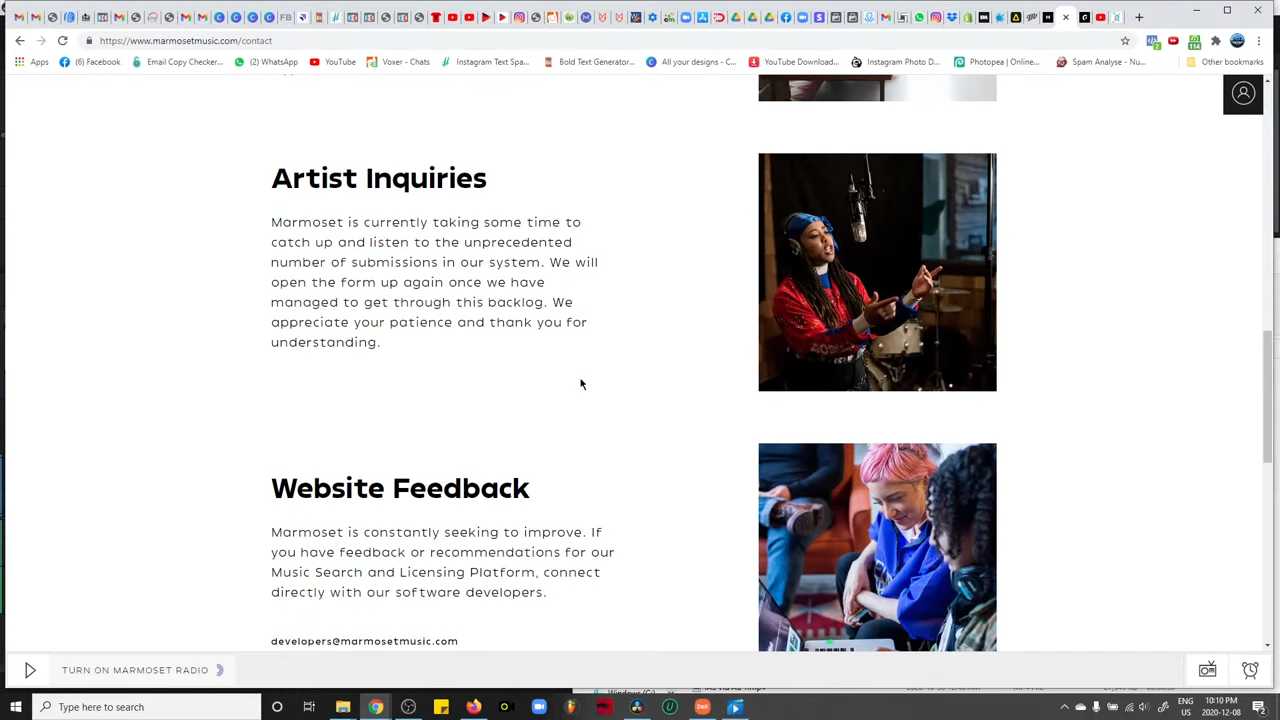 FB
https://www.marmosetmusic.com/contact
2
114
Apps
(6) Facebook
Email Copy Checker...
(2) WhatsApp
YouTube
Voxer - Chats
Instagram Text Spa...
Bold Text Generator...
All your designs - C...
YouTube Download...
Instagram Photo D...
Photopea | Online...
Spam Analyse - Nu...
Other bookmarks
Artist Inquiries
Marmoset is currently taking some time to
catch up and listen to the unprecedented
number of submissions in our system. We will
open the form up again once we have
managed to get through this backlog. We
appreciate your patience and thank you for
understanding.
Website Feedback
Marmoset is constantly seeking to improve. If
you have feedback or recommendations for our
Music Search and Licensing Platform, connect
directly with our software developers.
developers@marmosetmusic.com
TURN ON MARMOSET RADIO
Type here to search
ENG
US
10:10 PM
2020-12-08
2